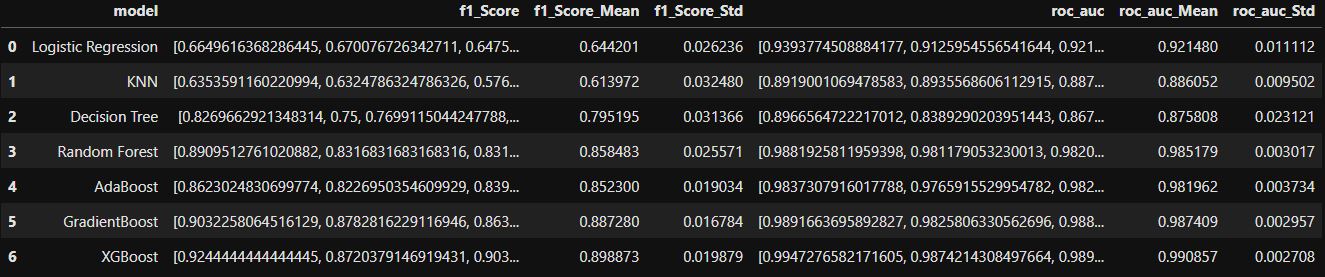 model f1_Score f1_Score_Mean f1_Score_Std roc_auc roc_auc_Mean roc_auc_Std
0 Logistic Regression [0.6649616368286445, 0.670076726342711, 0.6475... 0.644201 0.026236 [0.9393774508884177, 0.9125954556541644, 0.921... 0.921480 0.011112
1 KNN [0.6353591160220994, 0.6324786324786326, 0.576... 0.613972 0.032480 [0.8919001069478583, 0.8935568606112915, 0.887... 0.886052 0.009502
2 Decision Tree [0.8269662921348314, 0.75, 0.7699115044247788,... 0.795195 0.031366 [0.8966564722217012, 0.8389290203951443, 0.867... 0.875808 0.023121
3 Random Forest [0.8909512761020882, 0.8316831683168316, 0.831... 0.858483 0.025571 [0.9881925811959398, 0.981179053230013, 0.9820... 0.985179 0.003017
4 AdaBoost [0.8623024830699774, 0.8226950354609929, 0.839... 0.852300 0.019034 [0.9837307916017788, 0.9765915529954782, 0.982... 0.981962 0.003734
5 GradientBoost [0.9032258064516129, 0.8782816229116946, 0.863... 0.887280 0.016784 [0.9891663695892827, 0.9825806330562696, 0.988... 0.987409 0.002957
6 XGBoost [0.9244444444444445, 0.8720379146919431, 0.903... 0.898873 0.019879 [0.9947276582171605, 0.9874214308497664, 0.989... 0.990857 0.002708